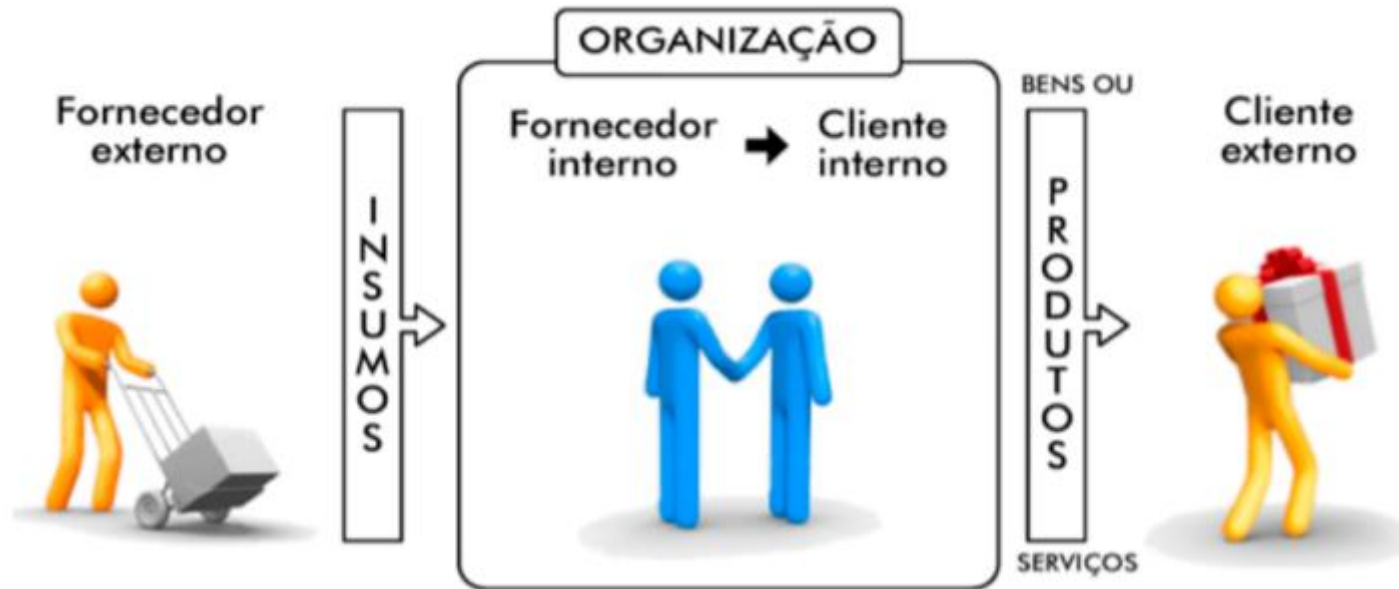 ORGANIZAÇÃO
Fornecedor
externo
INSUMOS
Fornecedor
interno
Cliente
interno
BENS OU
PRODUTOS
SERVIÇOS
Cliente
externo